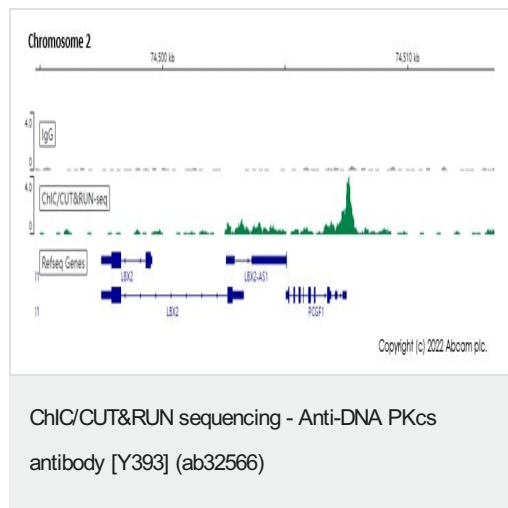 Chromosome 2
74,500 kb 74,510 kb
4.0
IgG
0
4.0
ChIC/CUT&RUN-seq
0
Refseq Genes
LBX2 LBX2-AS1
LBX2 PCGF1
Copyright (c) 2022 Abcam plc.
ChIC/CUT&RUN sequencing - Anti-DNA PKcs
antibody [Y393] (ab32566)